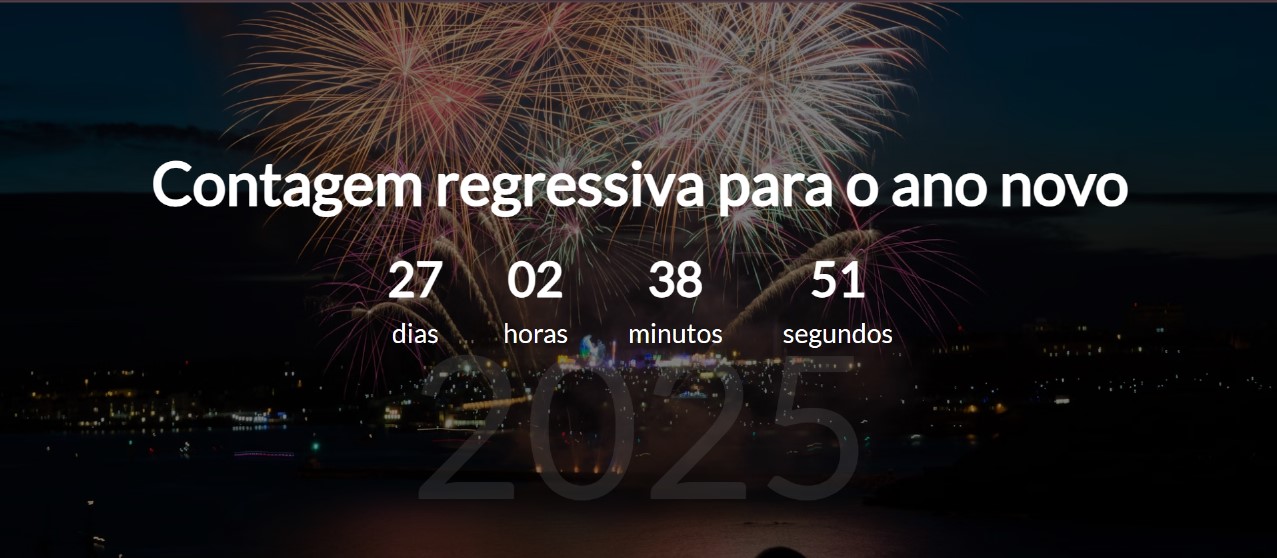 Contagem regressiva para o ano novo
27 02 38 51
dias horas minutos segundos
2025